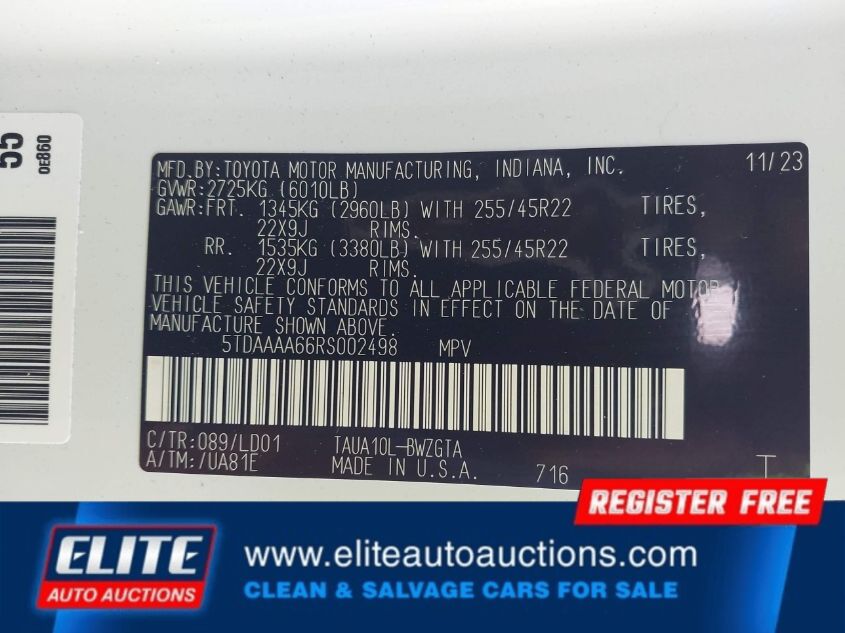 55
0E860
MFD.BY:TOYOTA MOTOR MANUFACTURING, INDIANA, INC. 11/23
GVWR:2725KG (6010LB)
GAWR:FRT. 1345KG (2960LB) WITH 255/45R22 TIRES,
22X9J RIMS.
RR. 1535KG (3380LB) WITH 255/45R22 TIRES,
22X9J RIMS.
THIS VEHICLE CONFORMS TO ALL APPLICABLE FEDERAL MOTOR
VEHICLE SAFETY STANDARDS IN EFFECT ON THE DATE OF
MANUFACTURE SHOWN ABOVE.
5TDAAAA66RS002498 MPV
C/TR:089/LD01 TAUA10L-BWZGTA
A/TM:/UA81E MADE IN U.S.A. 716 T
REGISTER FREE
ELITE
AUTO AUCTIONS
www.eliteautoauctions.com
CLEAN & SALVAGE CARS FOR SALE